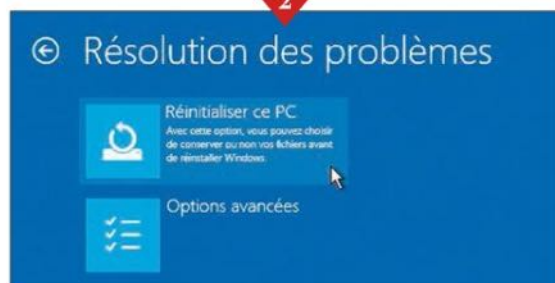 2
Résolution des problèmes
Réinitialiser ce PC
Avec cette option, vous pouvez choisir
de conserver ou non vos fichiers avant
de réinstaller Windows.
Options avancées